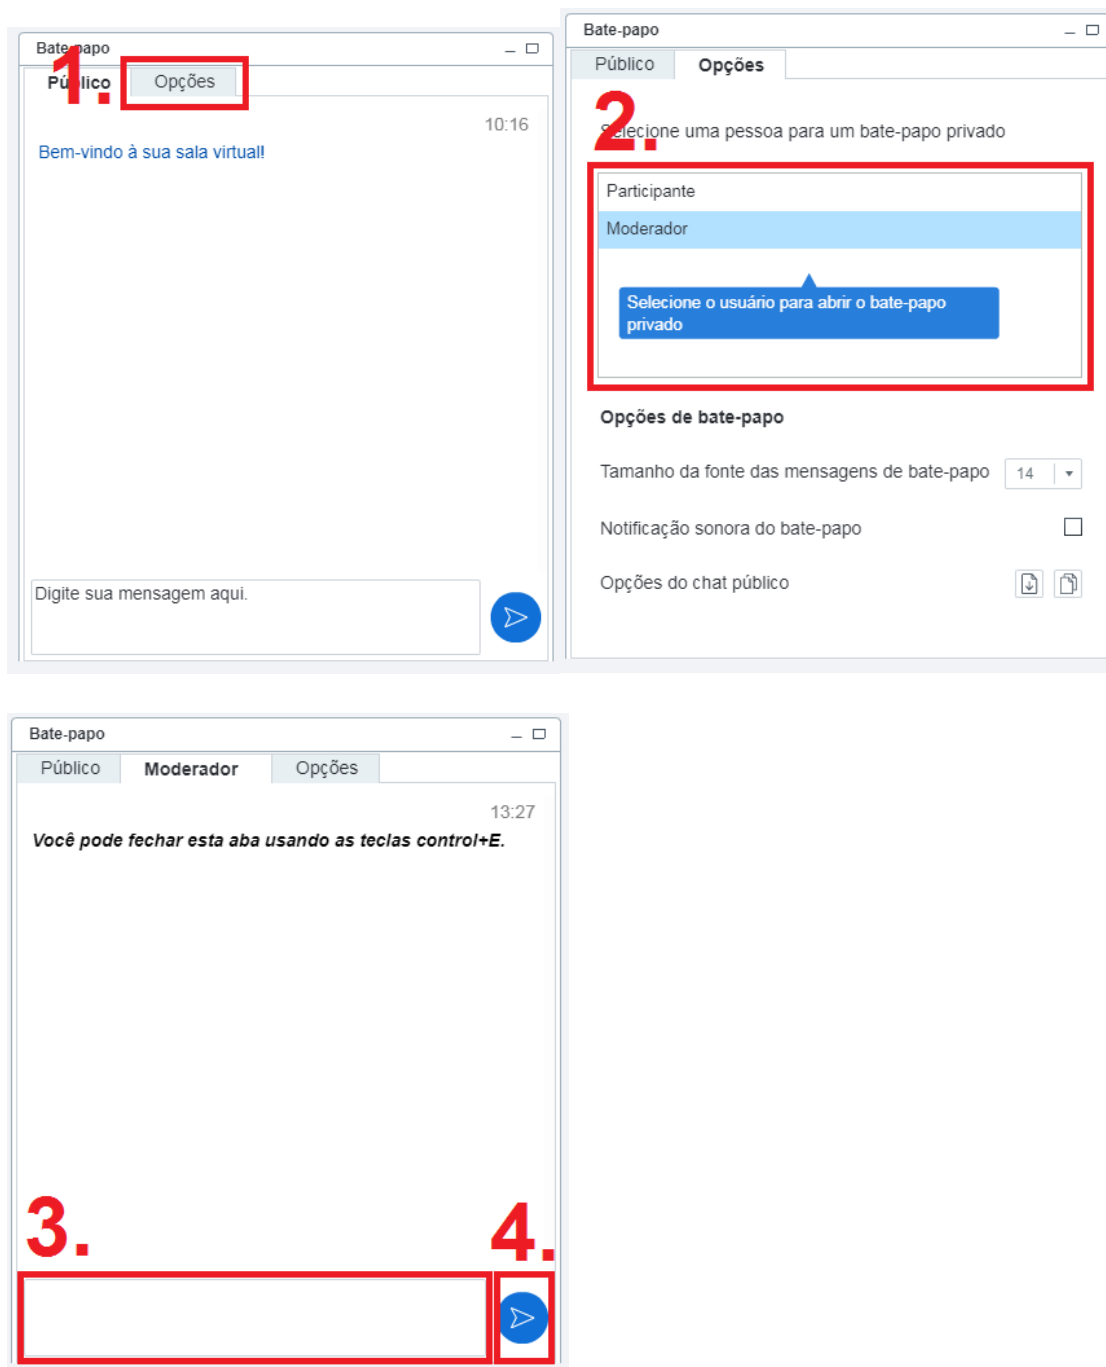 Bate-papo
1.
Público Opções
10:16
Bem-vindo à sua sala virtual!
Digite sua mensagem aqui.
Bate-papo
Público Opções
2.
Selecione uma pessoa para um bate-papo privado
Participante
Moderador
Selecione o usuário para abrir o bate-papo
privado
Opções de bate-papo
Tamanho da fonte das mensagens de bate-papo 14
Notificação sonora do bate-papo
Opções do chat público
Bate-papo
Público Moderador Opções
13:27
Você pode fechar esta aba usando as teclas control+E.
3. 4.